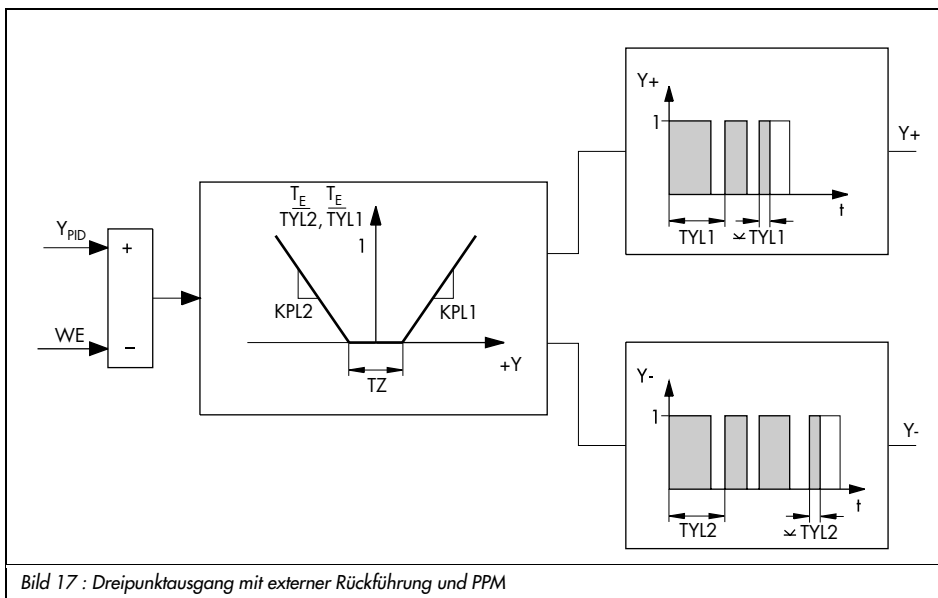 Y+
1
t
TYL1
⊻ TYL1
Y+
T_E T_E
TYL2, TYL1
1
KPL2
KPL1
TZ
+Y
Y_PID
+
WE
−
Y-
1
t
TYL2
⊻ TYL2
Y-
Bild 17 : Dreipunktausgang mit externer Rückführung und PPM